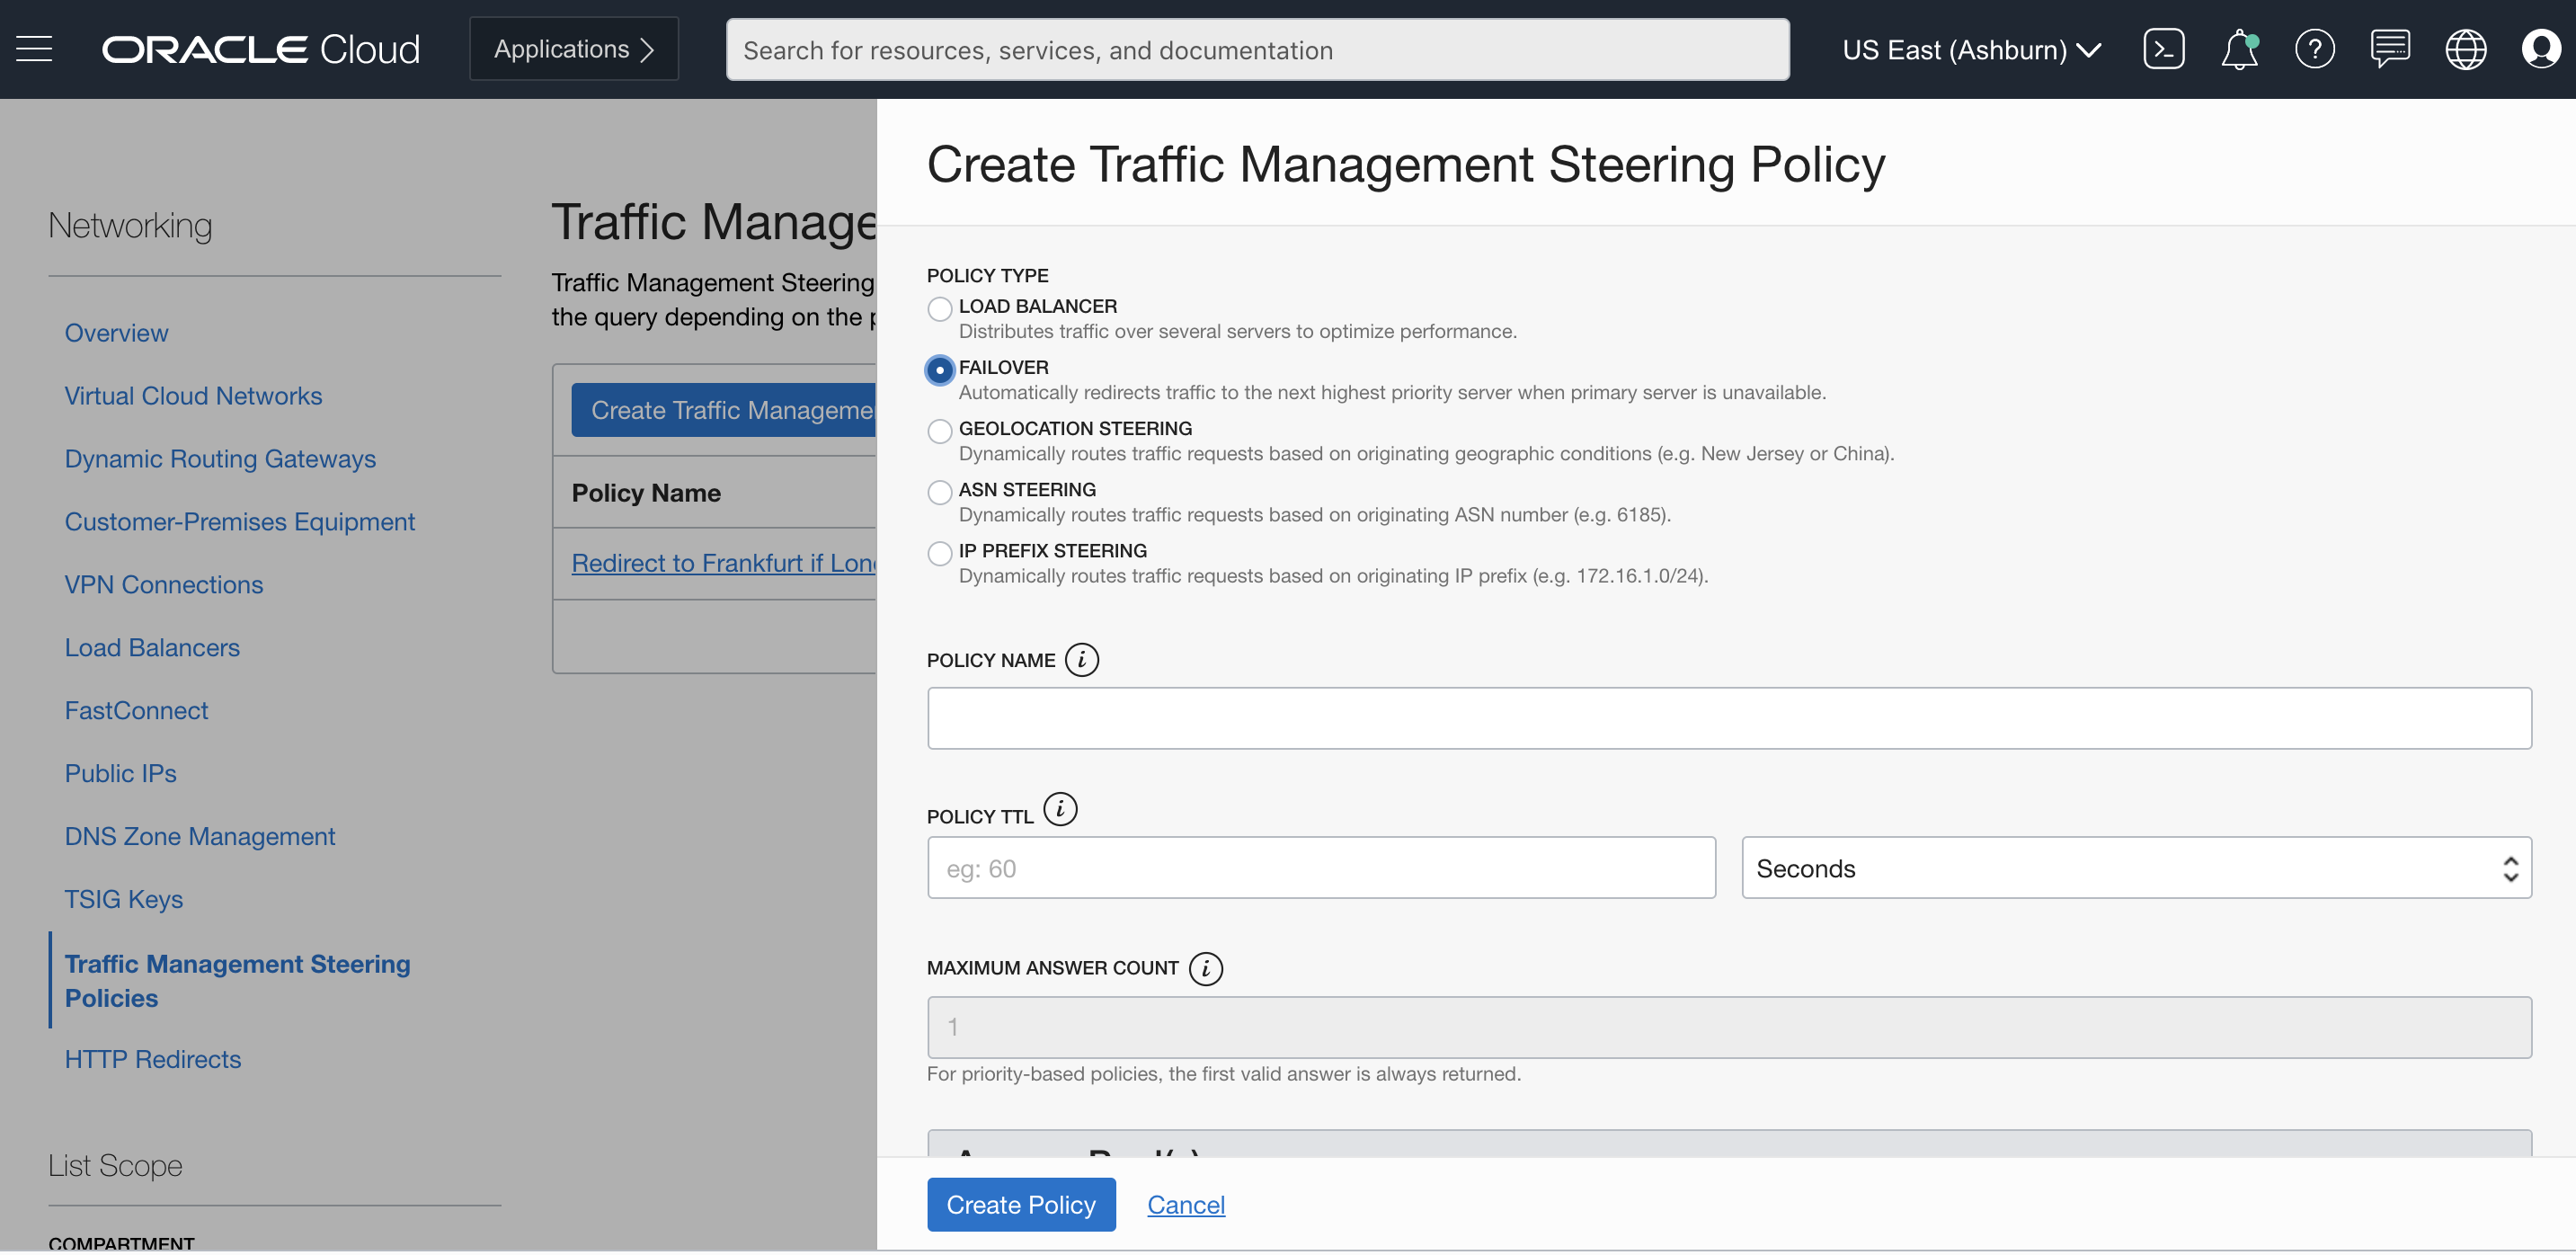 ORACLE Cloud
Applications
Search for resources, services, and documentation
US East (Ashburn)
Networking
Overview
Virtual Cloud Networks
Dynamic Routing Gateways
Customer-Premises Equipment
VPN Connections
Load Balancers
FastConnect
Public IPs
DNS Zone Management
TSIG Keys
Traffic Management Steering
Policies
HTTP Redirects
List Scope
COMPARTMENT
Traffic Manage
Traffic Management Steering
the query depending on the
Create Traffic Manageme
Policy Name
Redirect to Frankfurt if Lon
Create Traffic Management Steering Policy
POLICY TYPE
LOAD BALANCER
Distributes traffic over several servers to optimize performance.
FAILOVER
Automatically redirects traffic to the next highest priority server when primary server is unavailable.
GEOLOCATION STEERING
Dynamically routes traffic requests based on originating geographic conditions (e.g. New Jersey or China).
ASN STEERING
Dynamically routes traffic requests based on originating ASN number (e.g. 6185).
IP PREFIX STEERING
Dynamically routes traffic requests based on originating IP prefix (e.g. 172.16.1.0/24).
POLICY NAME
POLICY TTL
eg: 60
Seconds
MAXIMUM ANSWER COUNT
1
For priority-based policies, the first valid answer is always returned.
Create Policy
Cancel